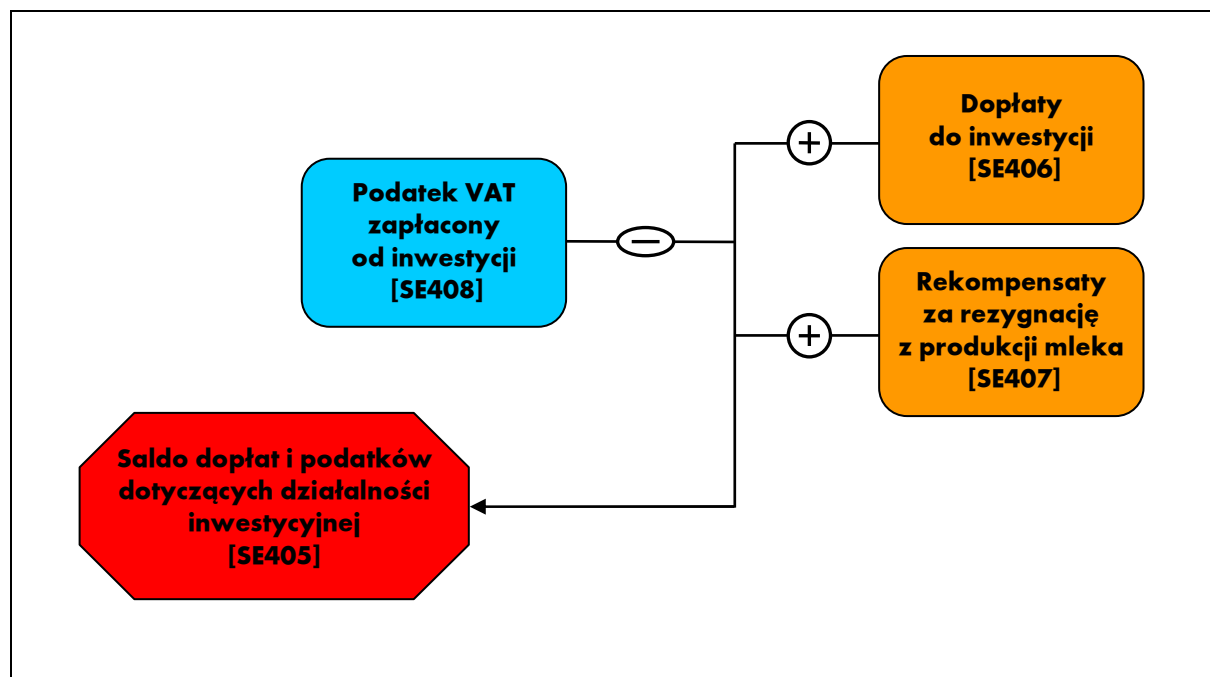 Dopłaty
do inwestycji
[SE406]
Podatek VAT
zapłacony
od inwestycji
[SE408]
Rekompensaty
za rezygnację
z produkcji mleka
[SE407]
Saldo dopłat i podatków
dotyczących działalności
inwestycyjnej
[SE405]